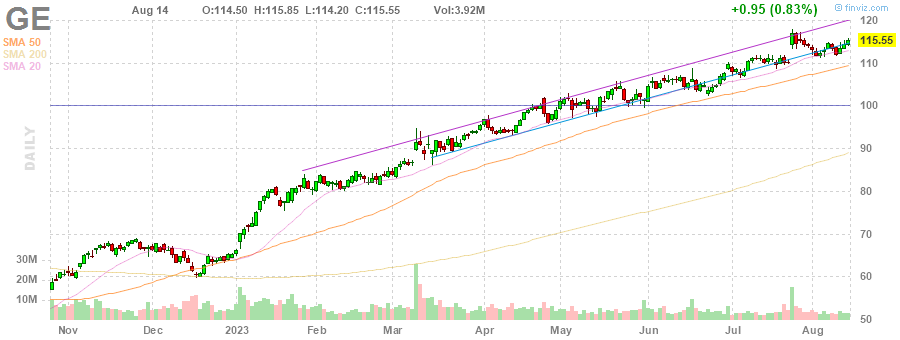 GE Aug 14 O:114.50 H:115.85 L:114.20 C:115.55 Vol:3.92M +0.95 (0.83%) © finviz.com
SMA 50
SMA 200
SMA 20
DAILY
120
115.55
110
100
90
80
70
60
50
30M
20M
10M
Nov Dec 2023 Feb Mar Apr May Jun Jul Aug